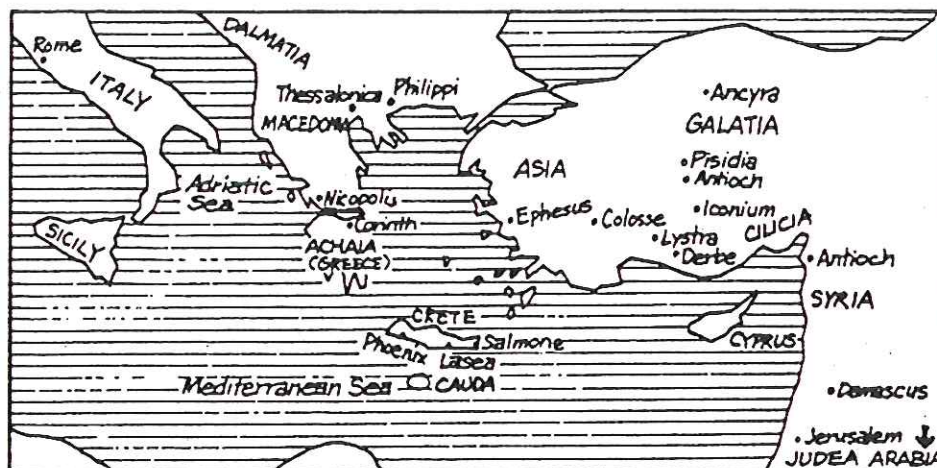 Rome
ITALY
DALMATIA
Thessalonica
Philippi
MACEDONIA
Ancyra
GALATIA
Pisidia
Antioch
ASIA
Adriatic
Sea
Nicopolis
Corinth
ACHAIA
(GREECE)
Ephesus
Colosse
Iconium
Lystra
Derbe
CILICIA
Antioch
SICILY
SYRIA
CRETE
Phoenix
Lasea
Salmone
CYPRUS
Mediterranean Sea
CAUDA
Damascus
Jerusalem
JUDEA ARABIA